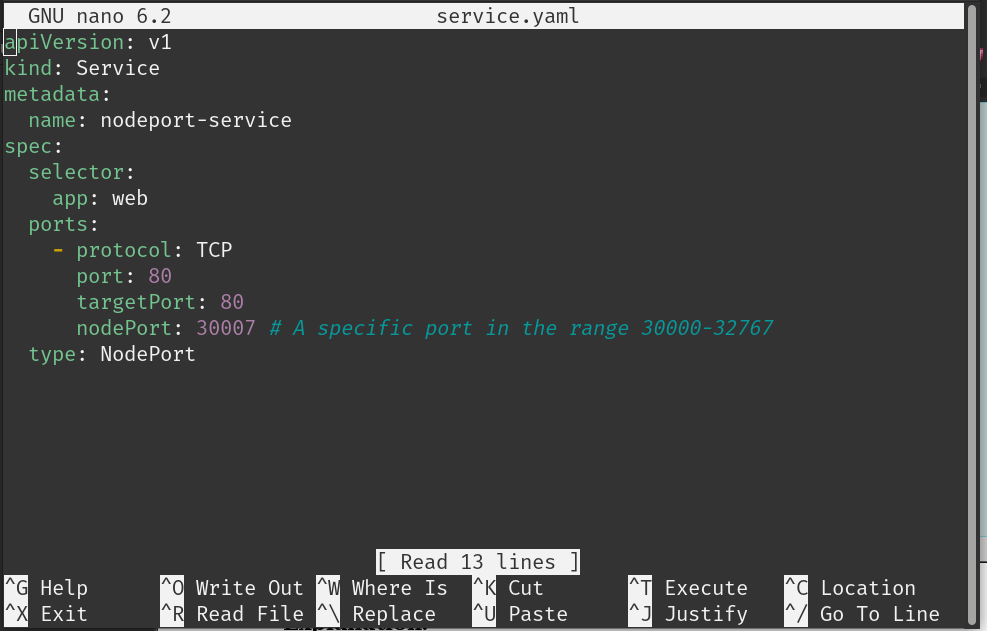 GNU nano 6.2 service.yaml
apiVersion: v1
kind: Service
metadata:
  name: nodeport-service
spec:
  selector:
    app: web
  ports:
    - protocol: TCP
      port: 80
      targetPort: 80
      nodePort: 30007 # A specific port in the range 30000-32767
  type: NodePort
[ Read 13 lines ]
^G Help ^O Write Out ^W Where Is ^K Cut ^T Execute ^C Location
^X Exit ^R Read File ^\ Replace ^U Paste ^J Justify ^/ Go To Line